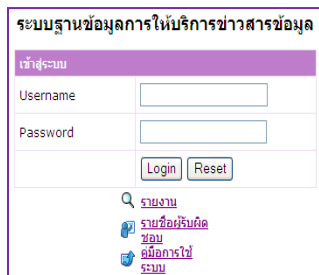 ระบบฐานข้อมูลการให้บริการข่าวสารข้อมูล
เข้าสู่ระบบ
Username
Password
Login Reset
รายงาน
รายชื่อผู้รับผิด
ชอบ
คู่มือการใช้
ระบบ